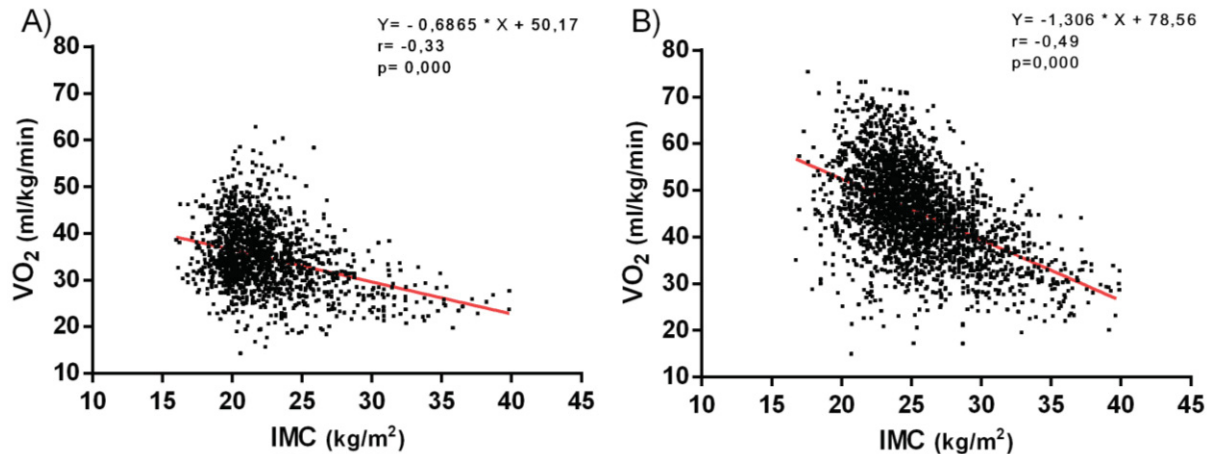 A)
Y= - 0,6865 * X + 50,17
r= -0,33
p= 0,000
80
70
60
50
40
30
20
10
VO₂ (ml/kg/min)
10 15 20 25 30 35 40 45
IMC (kg/m²)
B)
Y= -1,306 * X + 78,56
r= -0,49
p=0,000
80
70
60
50
40
30
20
10
VO₂ (ml/kg/min)
10 15 20 25 30 35 40 45
IMC (kg/m²)